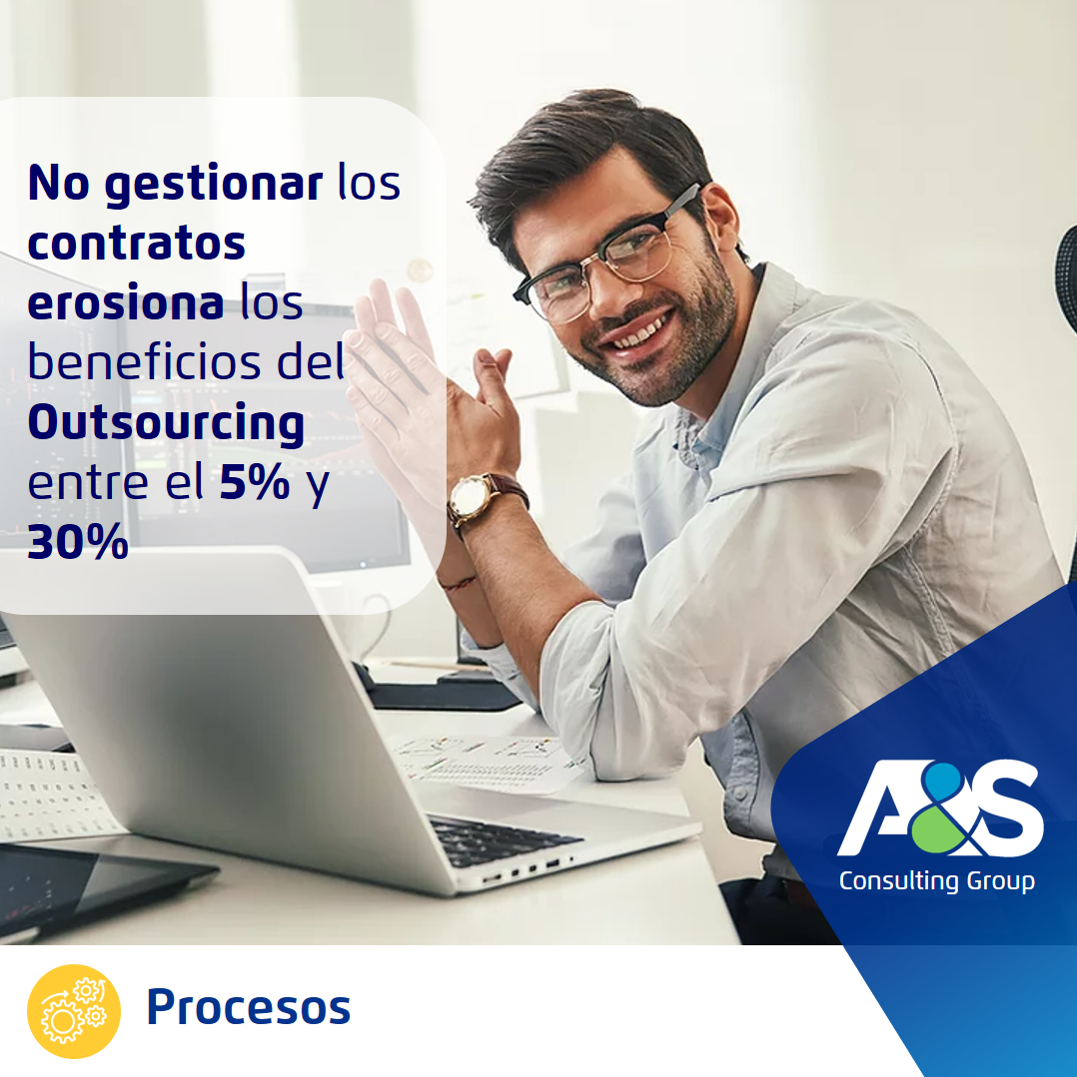 No gestionar los
contratos
erosiona los
beneficios del
Outsourcing
entre el 5% y
30%
A&S
Consulting Group
Procesos